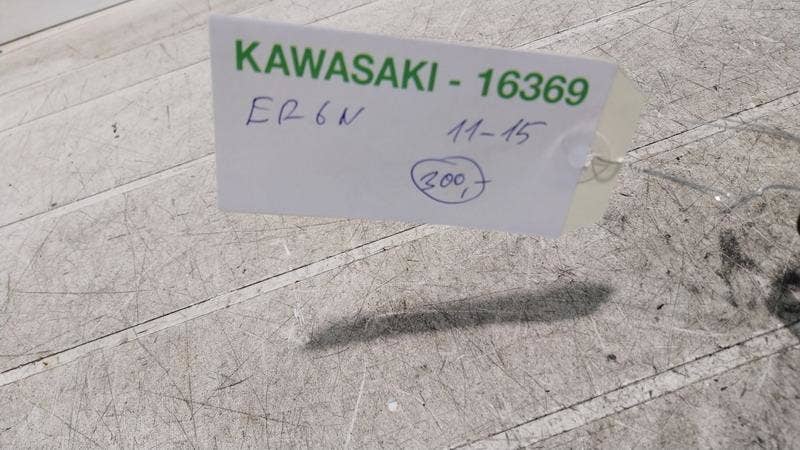 KAWASAKI - 16369
ER6N 11-15
300,-